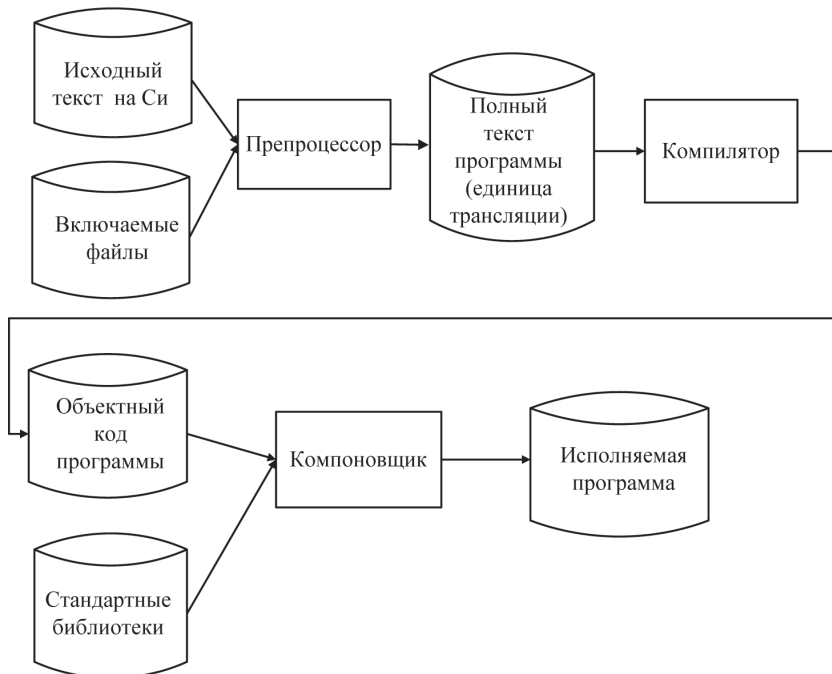 Исходный
текст на Си
Препроцессор
Включаемые
файлы
Полный
текст
программы
(единица
трансляции)
Компилятор
Объектный
код
программы
Компоновщик
Исполняемая
программа
Стандартные
библиотеки